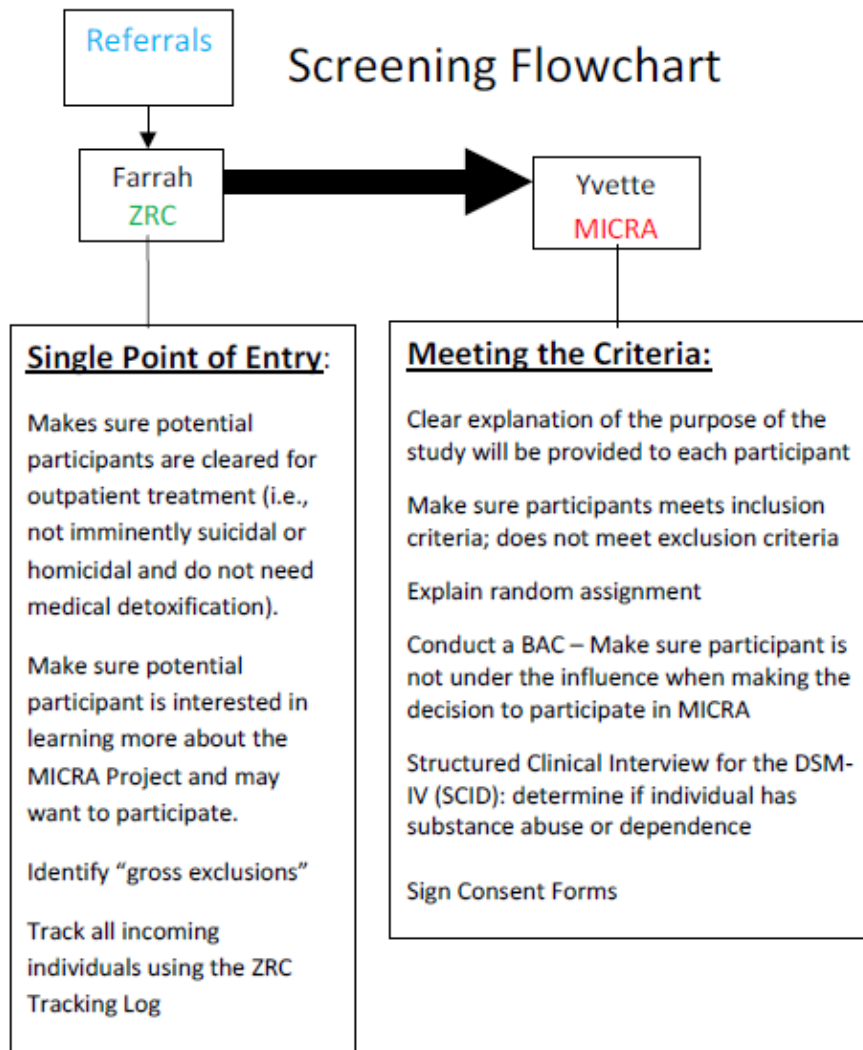 Referrals
Screening Flowchart
Farrah
ZRC
Yvette
MICRA
Single Point of Entry:
Makes sure potential
participants are cleared for
outpatient treatment (i.e.,
not imminently suicidal or
homicidal and do not need
medical detoxification).
Make sure potential
participant is interested in
learning more about the
MICRA Project and may
want to participate.
Identify “gross exclusions”
Track all incoming
individuals using the ZRC
Tracking Log
Meeting the Criteria:
Clear explanation of the purpose of the
study will be provided to each participant
Make sure participants meets inclusion
criteria; does not meet exclusion criteria
Explain random assignment
Conduct a BAC – Make sure participant is
not under the influence when making the
decision to participate in MICRA
Structured Clinical Interview for the DSM-
IV (SCID): determine if individual has
substance abuse or dependence
Sign Consent Forms